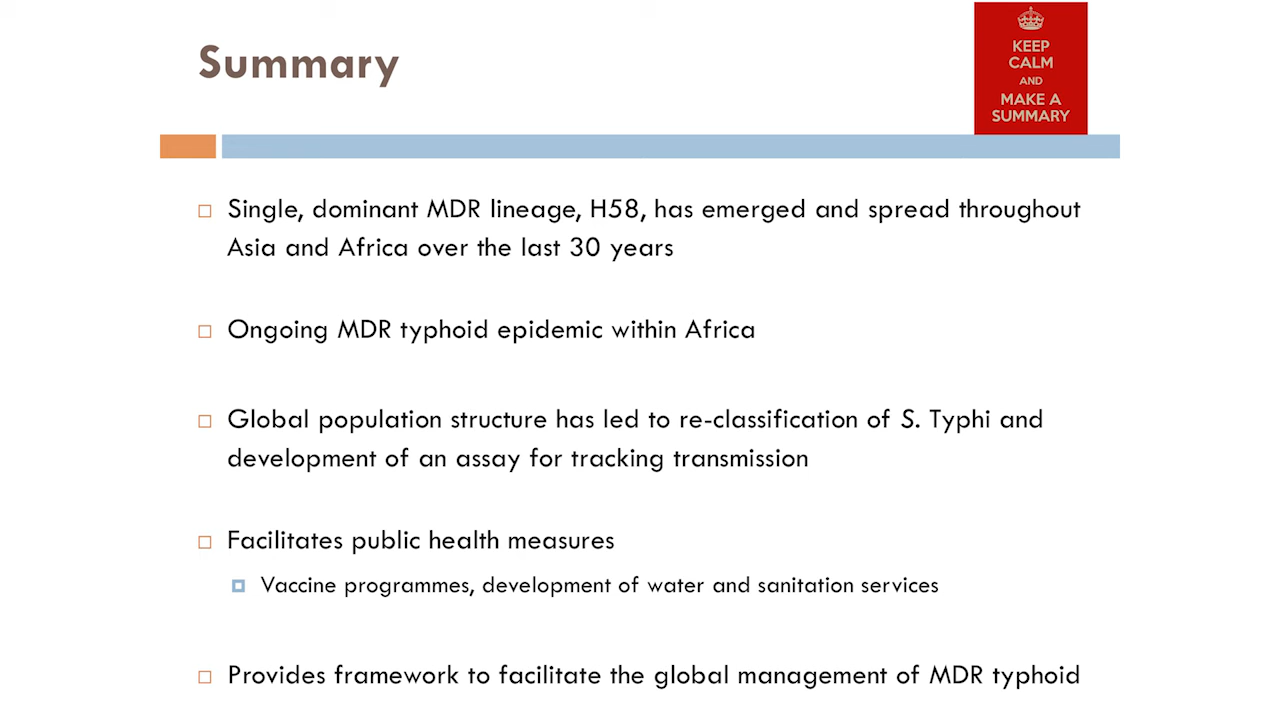 Summary
KEEP
CALM
AND
MAKE A
SUMMARY
Single, dominant MDR lineage, H58, has emerged and spread throughout
Asia and Africa over the last 30 years
Ongoing MDR typhoid epidemic within Africa
Global population structure has led to re-classification of S. Typhi and
development of an assay for tracking transmission
Facilitates public health measures
Vaccine programmes, development of water and sanitation services
Provides framework to facilitate the global management of MDR typhoid